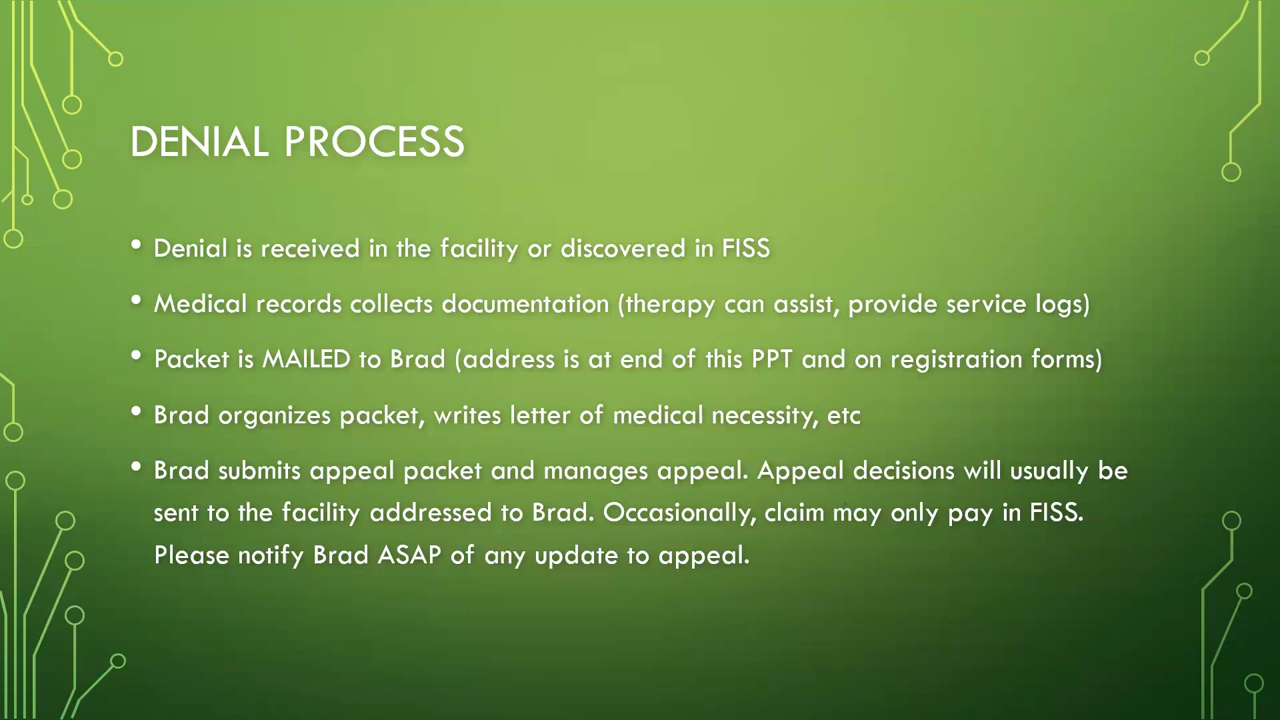 DENIAL PROCESS
• Denial is received in the facility or discovered in FISS
• Medical records collects documentation (therapy can assist, provide service logs)
• Packet is MAILED to Brad (address is at end of this PPT and on registration forms)
• Brad organizes packet, writes letter of medical necessity, etc
• Brad submits appeal packet and manages appeal. Appeal decisions will usually be
sent to the facility addressed to Brad. Occasionally, claim may only pay in FISS.
Please notify Brad ASAP of any update to appeal.